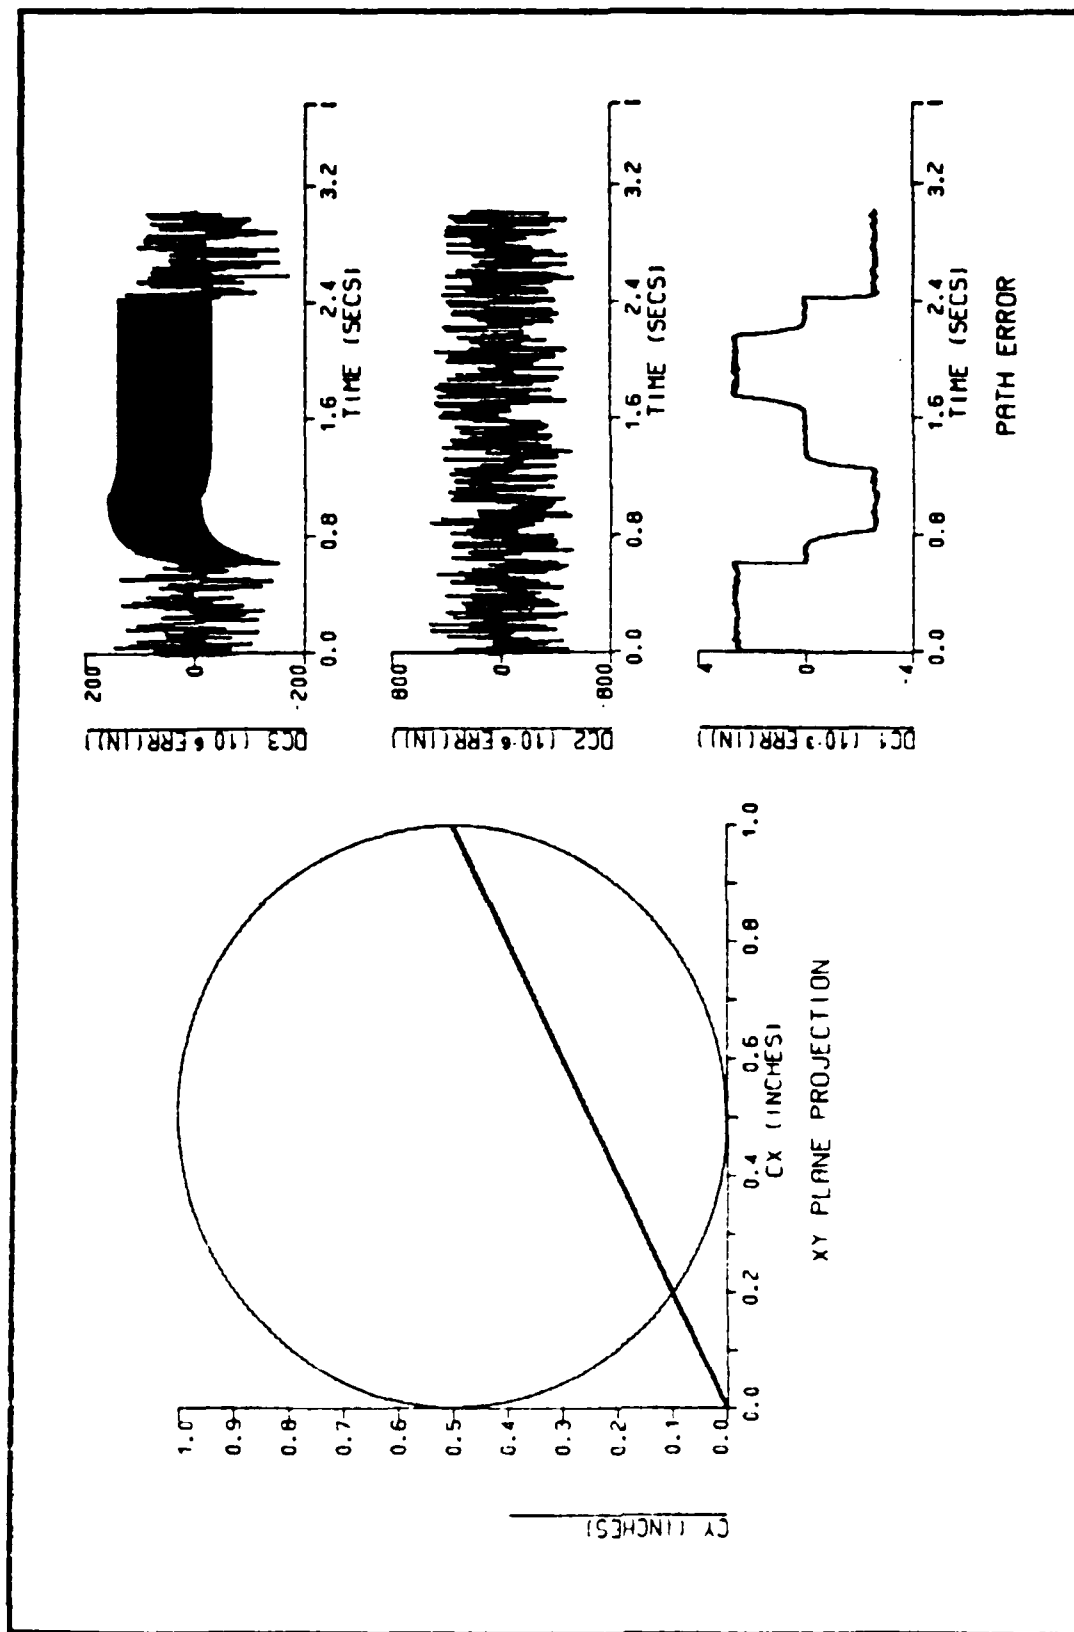 1.0
0.9
0.8
0.7
0.6
0.5
0.4
0.3
0.2
0.1
0.0
CY (INCHES)
0.0 0.2 0.4 0.6 0.8 1.0
CX (INCHES)
XY PLANE PROJECTION
200
0
-200
DC3 (10-6 ERR(IN))
0.0 0.8 1.6 2.4 3.2
TIME (SECS)
800
0
-800
DC2 (10-6 ERR(IN))
0.0 0.8 1.6 2.4 3.2
TIME (SECS)
4
0
-4
DC1 (10-3 ERR(IN))
0.0 0.8 1.6 2.4 3.2
TIME (SECS)
PATH ERROR